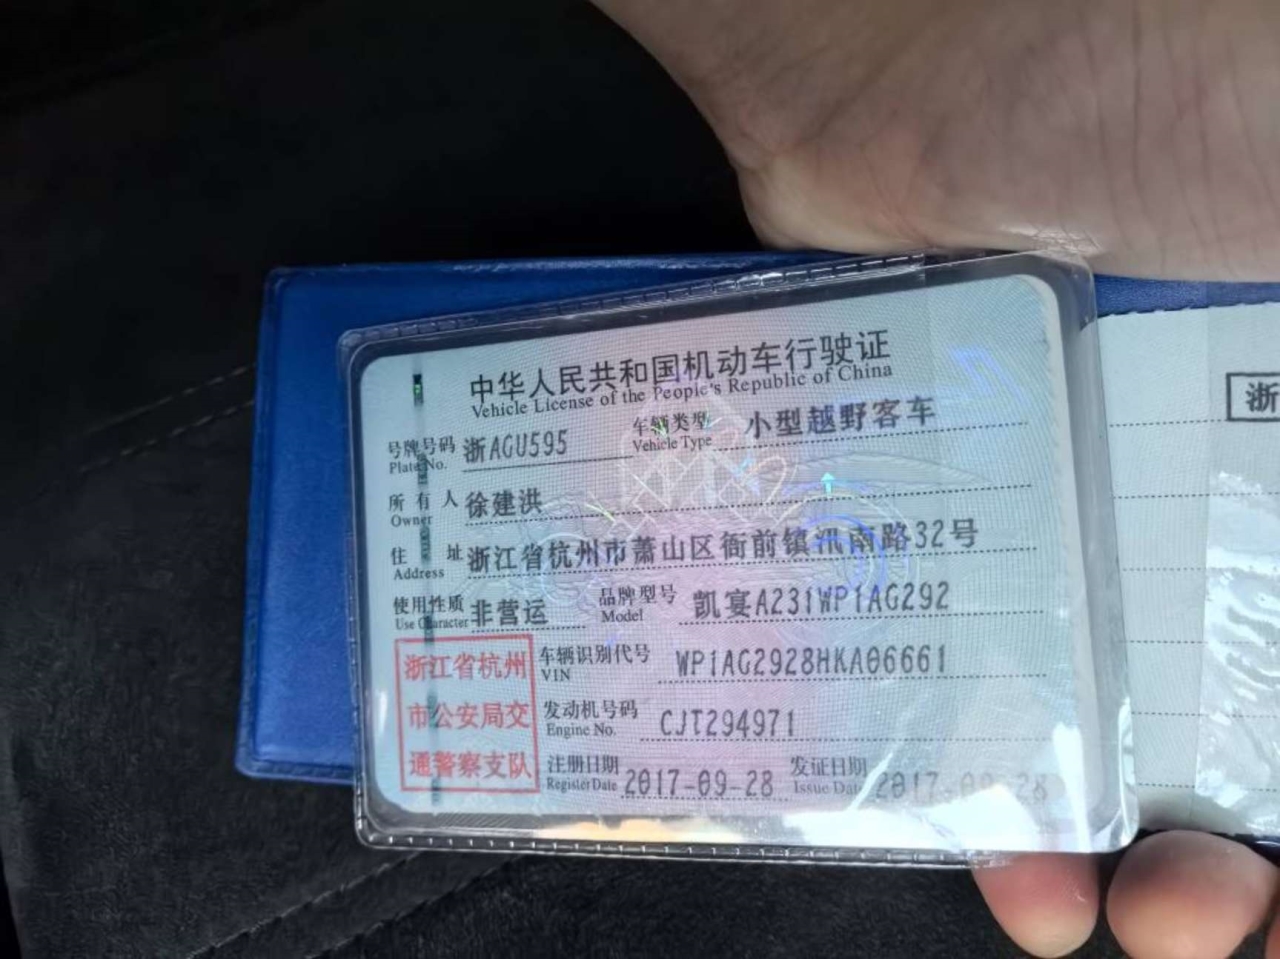 中华人民共和国机动车行驶证
Vehicle License of the People's Republic of China
号牌号码 浙AGU595 车辆类型 小型越野客车
Plate No. Vehicle Type
所有人 徐建洪
Owner
住址 浙江省杭州市萧山区衙前镇汛南路32号
Address
使用性质 非营运 品牌型号 凯宴A231WP1AG292
Use Character Model
浙江省杭州
市公安局交
通警察支队
车辆识别代号 WP1AG2928HKA06661
VIN
发动机号码 CJT294971
Engine No.
注册日期 2017-09-28 发证日期 2017-09-28
Register Date Issue Date
浙